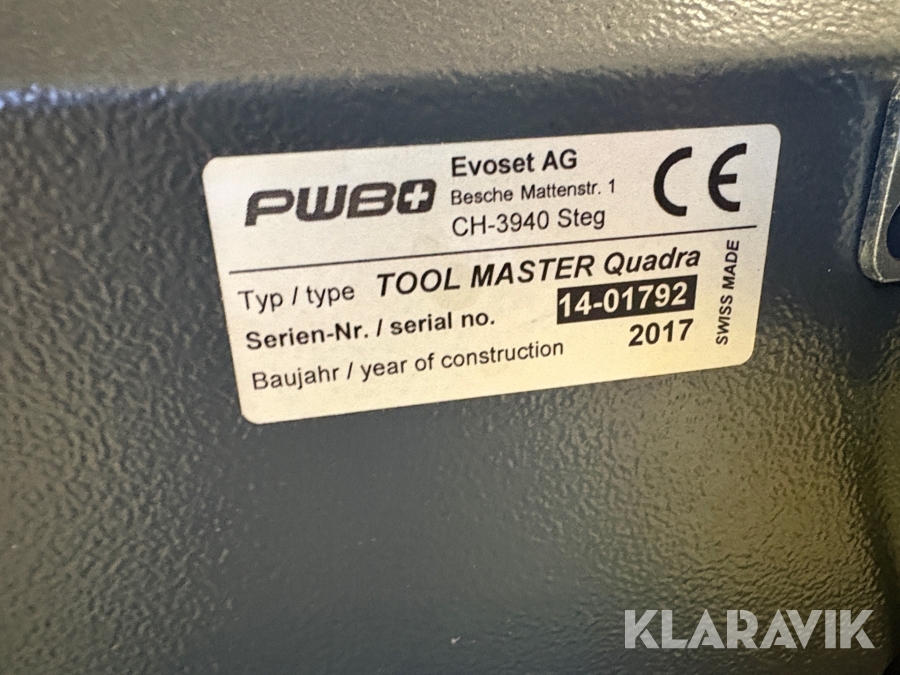 PWB
Evoset AG
Besche Mattenstr. 1
CH-3940 Steg
CE
Typ / type TOOL MASTER Quadra
Serien-Nr. / serial no. 14-01792
Baujahr / year of construction 2017
SWISS MADE
KLARAVIK